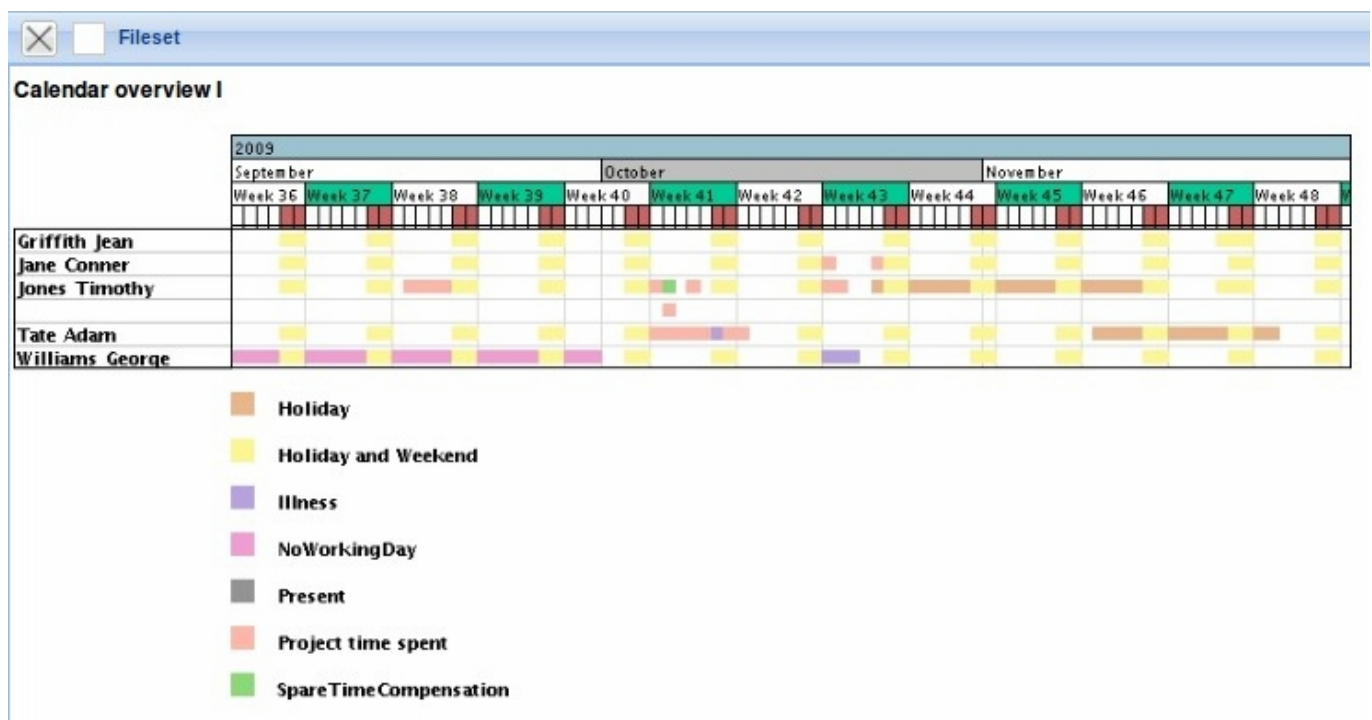 Fileset
Calendar overview I
2009
September October November
Week 36 Week 37 Week 38 Week 39 Week 40 Week 41 Week 42 Week 43 Week 44 Week 45 Week 46 Week 47 Week 48 W
Griffith Jean
Jane Conner
Jones Timothy
Tate Adam
Williams George
Holiday
Holiday and Weekend
Illness
NoWorkingDay
Present
Project time spent
SpareTimeCompensation